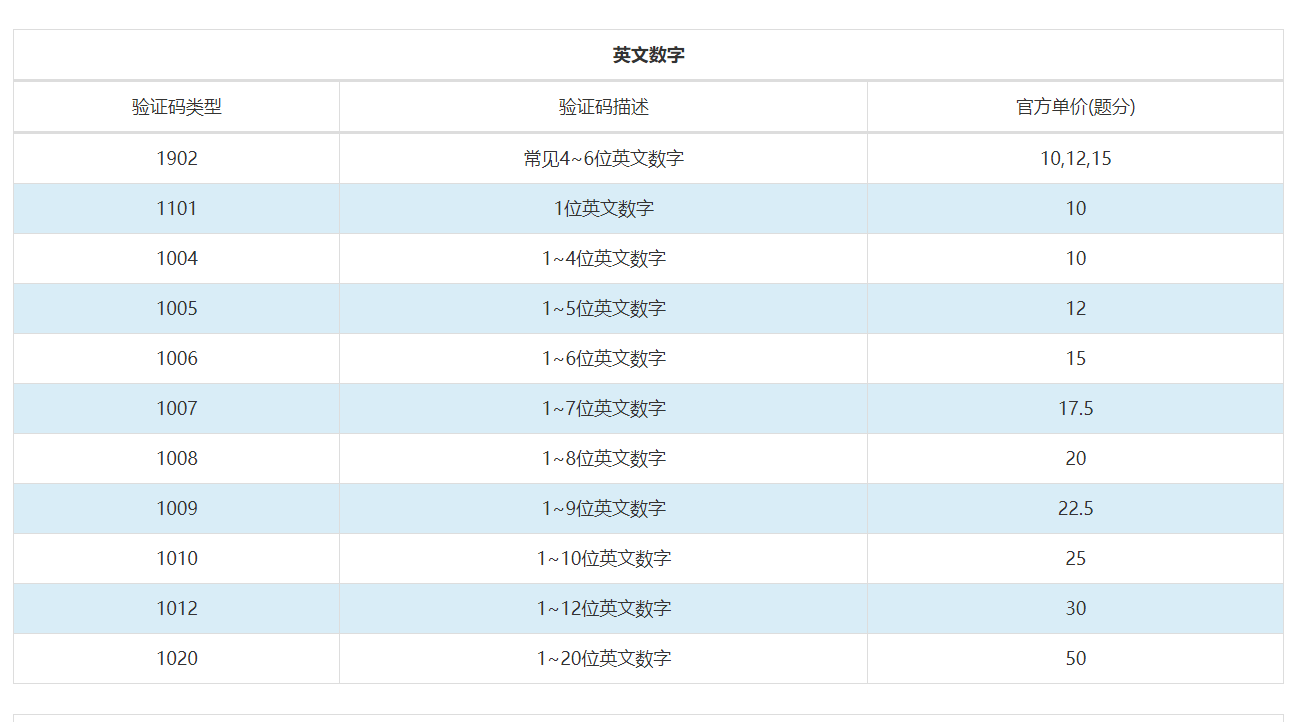 英文数字
验证码类型 验证码描述 官方单价(题分)
1902 常见4~6位英文数字 10,12,15
1101 1位英文数字 10
1004 1~4位英文数字 10
1005 1~5位英文数字 12
1006 1~6位英文数字 15
1007 1~7位英文数字 17.5
1008 1~8位英文数字 20
1009 1~9位英文数字 22.5
1010 1~10位英文数字 25
1012 1~12位英文数字 30
1020 1~20位英文数字 50